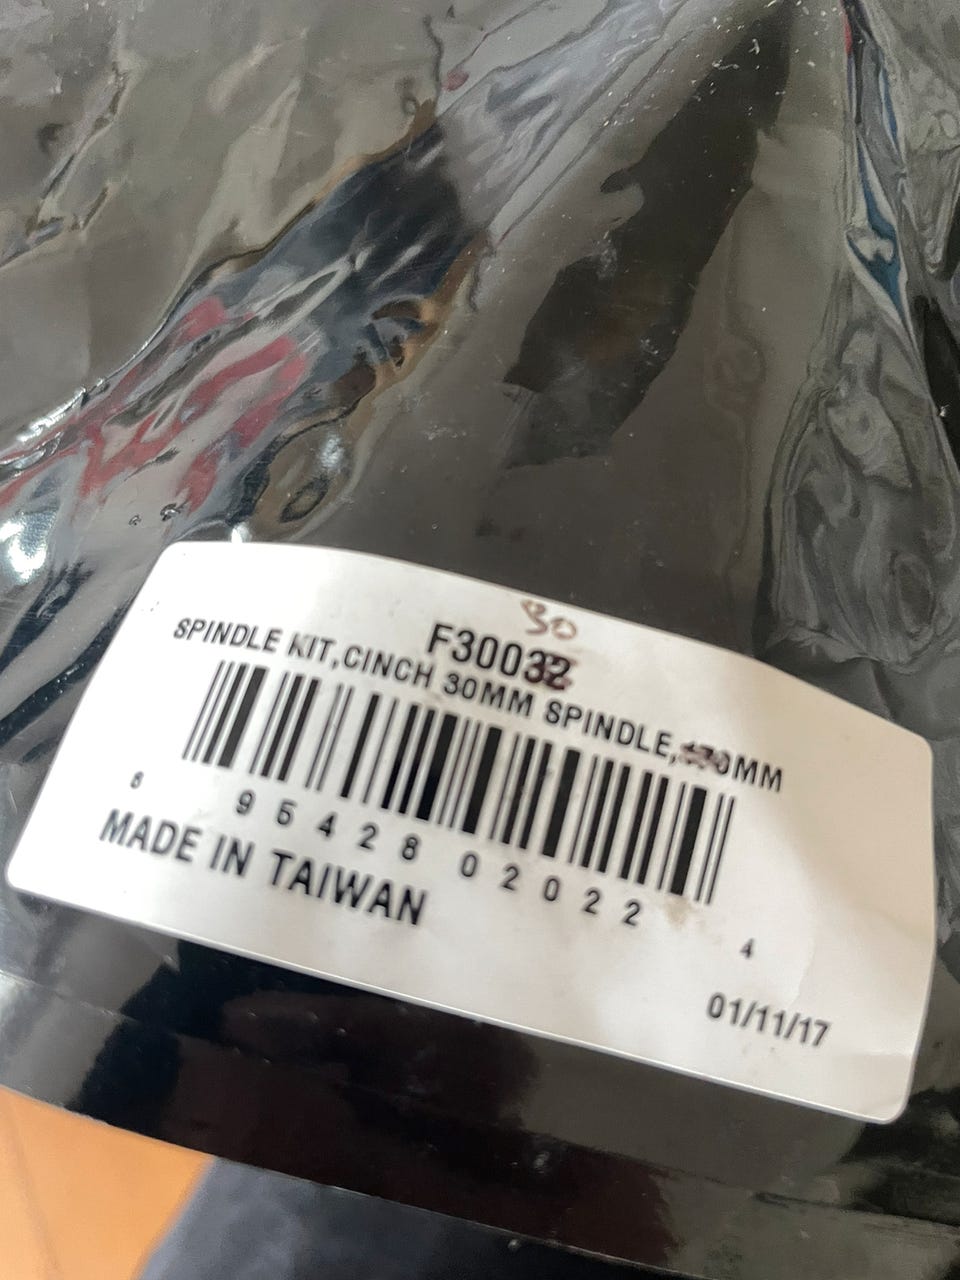 30
F30032
SPINDLE KIT,CINCH 30MM SPINDLE,
8 95428 02022 4
MADE IN TAIWAN
01/11/17